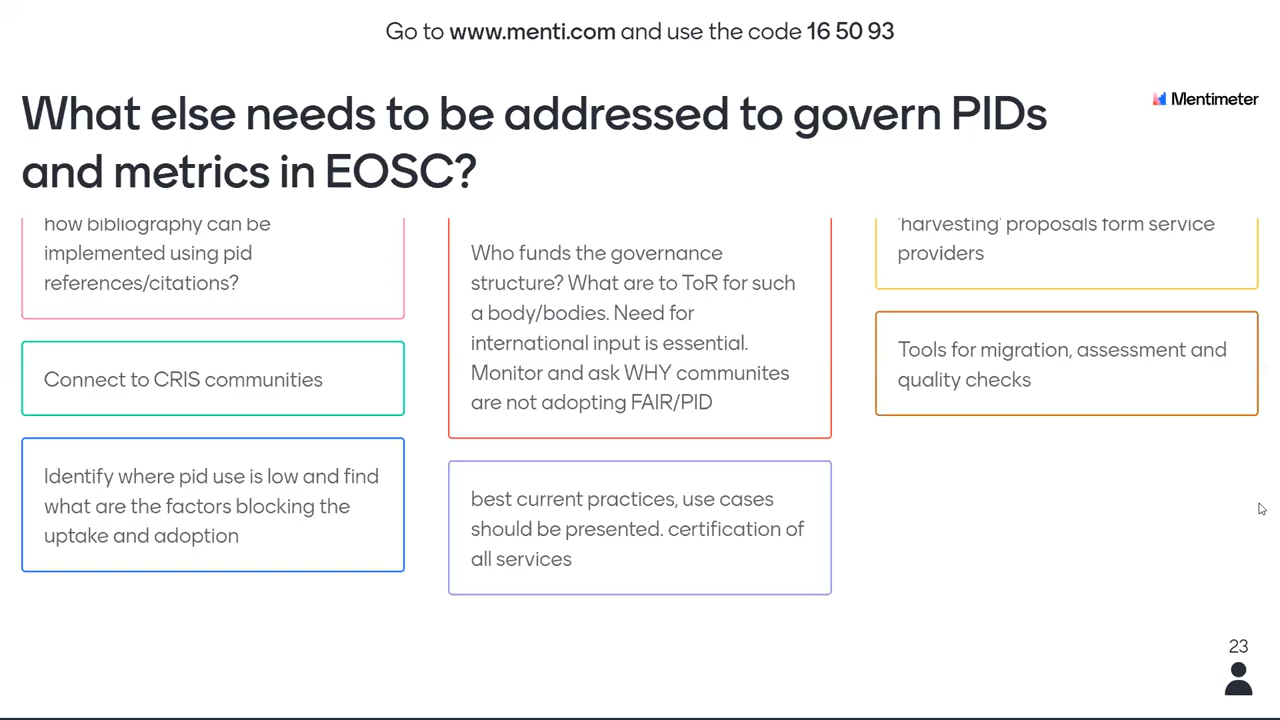 Go to www.menti.com and use the code 16 50 93
What else needs to be addressed to govern PIDs
and metrics in EOSC?
Mentimeter
how bibliography can be
implemented using pid
references/citations?
Connect to CRIS communities
Identify where pid use is low and find
what are the factors blocking the
uptake and adoption
Who funds the governance
structure? What are to ToR for such
a body/bodies. Need for
international input is essential.
Monitor and ask WHY communites
are not adopting FAIR/PID
best current practices, use cases
should be presented. certification of
all services
'harvesting' proposals form service
providers
Tools for migration, assessment and
quality checks
23